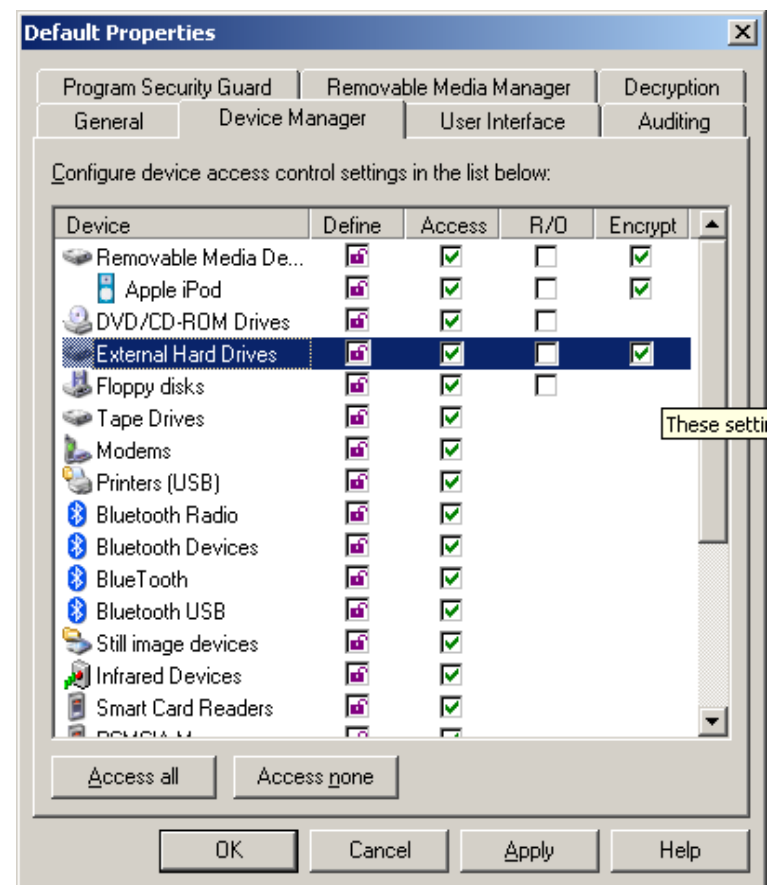 Default Properties
Program Security Guard Removable Media Manager Decryption
General Device Manager User Interface Auditing
Configure device access control settings in the list below:
Device Define Access R/O Encrypt
Removable Media De...
Apple iPod
DVD/CD-ROM Drives
External Hard Drives
Floppy disks
Tape Drives
These setti
Modems
Printers (USB)
Bluetooth Radio
Bluetooth Devices
BlueTooth
Bluetooth USB
Still image devices
Infrared Devices
Smart Card Readers
Access all Access none
OK Cancel Apply Help